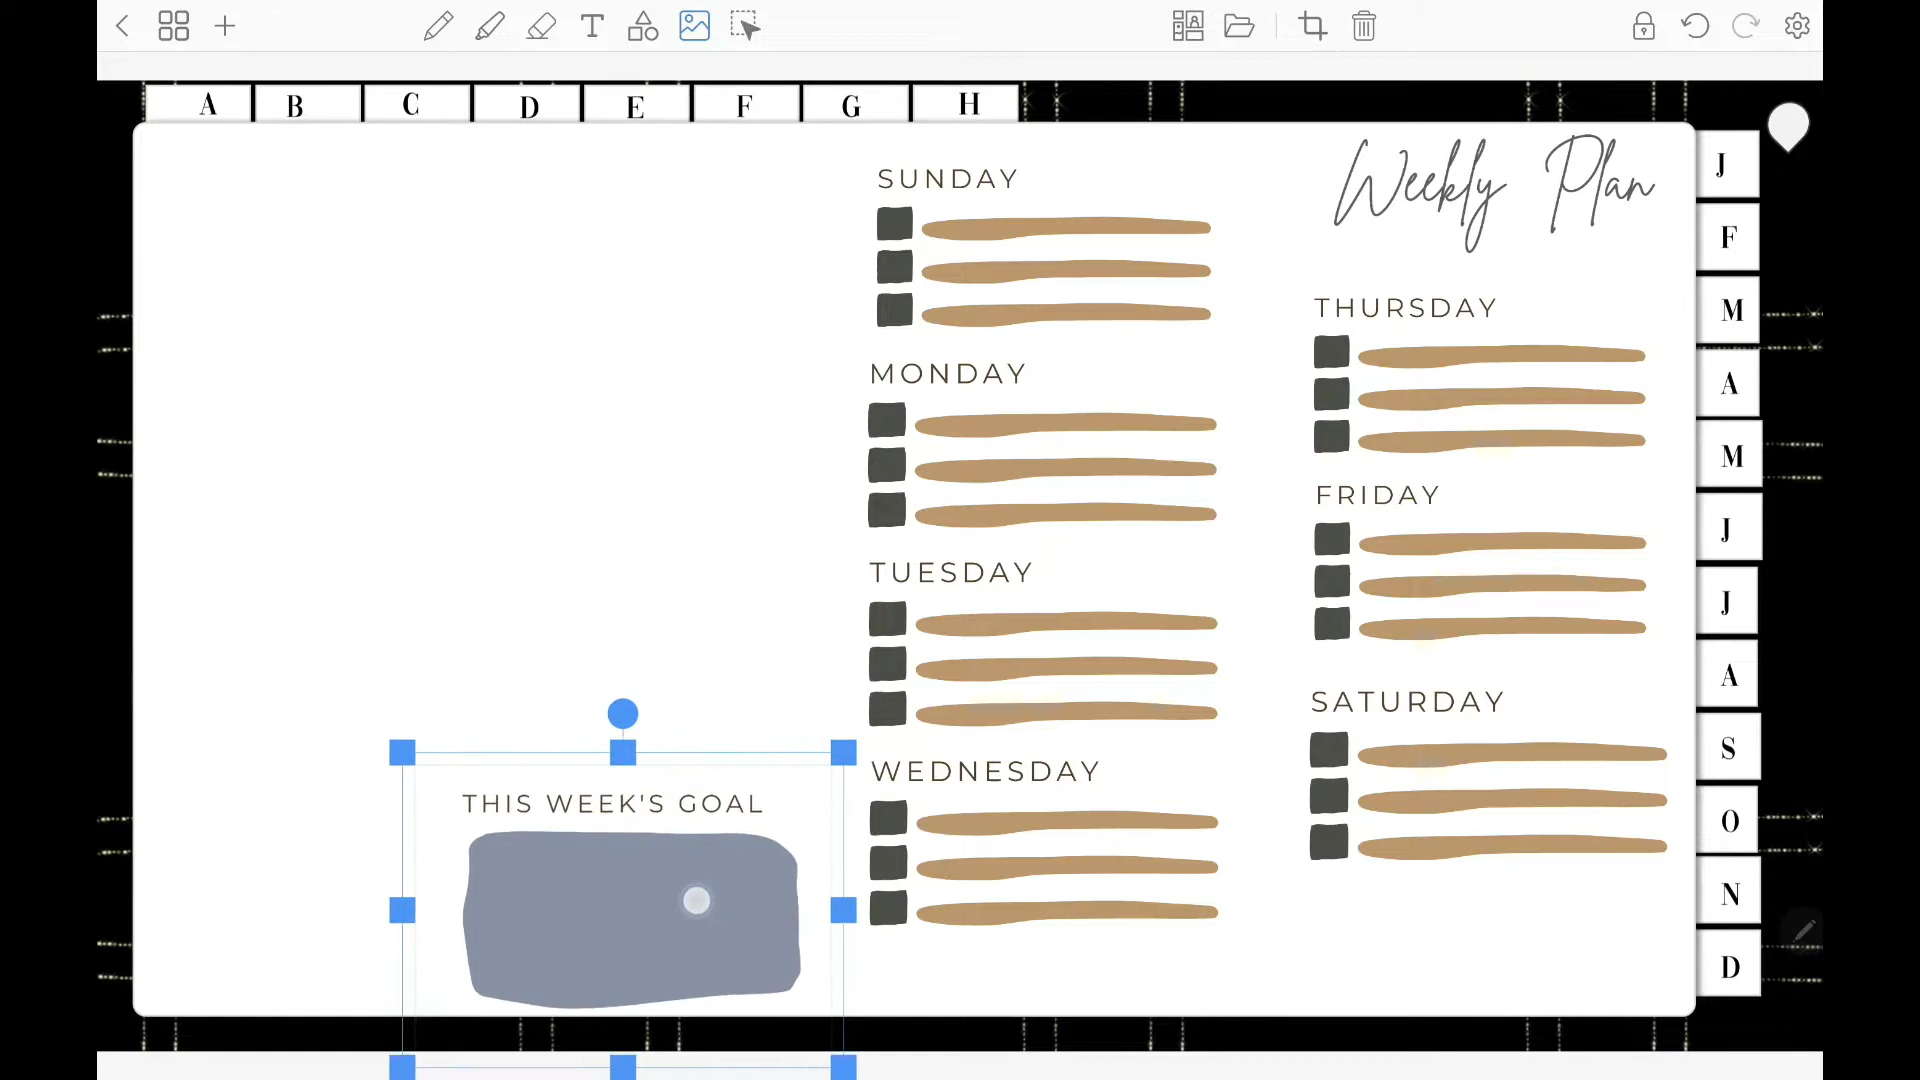 A B C D E F G H
Weekly Plan
SUNDAY
MONDAY
TUESDAY
WEDNESDAY
THURSDAY
FRIDAY
SATURDAY
THIS WEEK'S GOAL
J
F
M
A
M
J
J
A
S
O
N
D